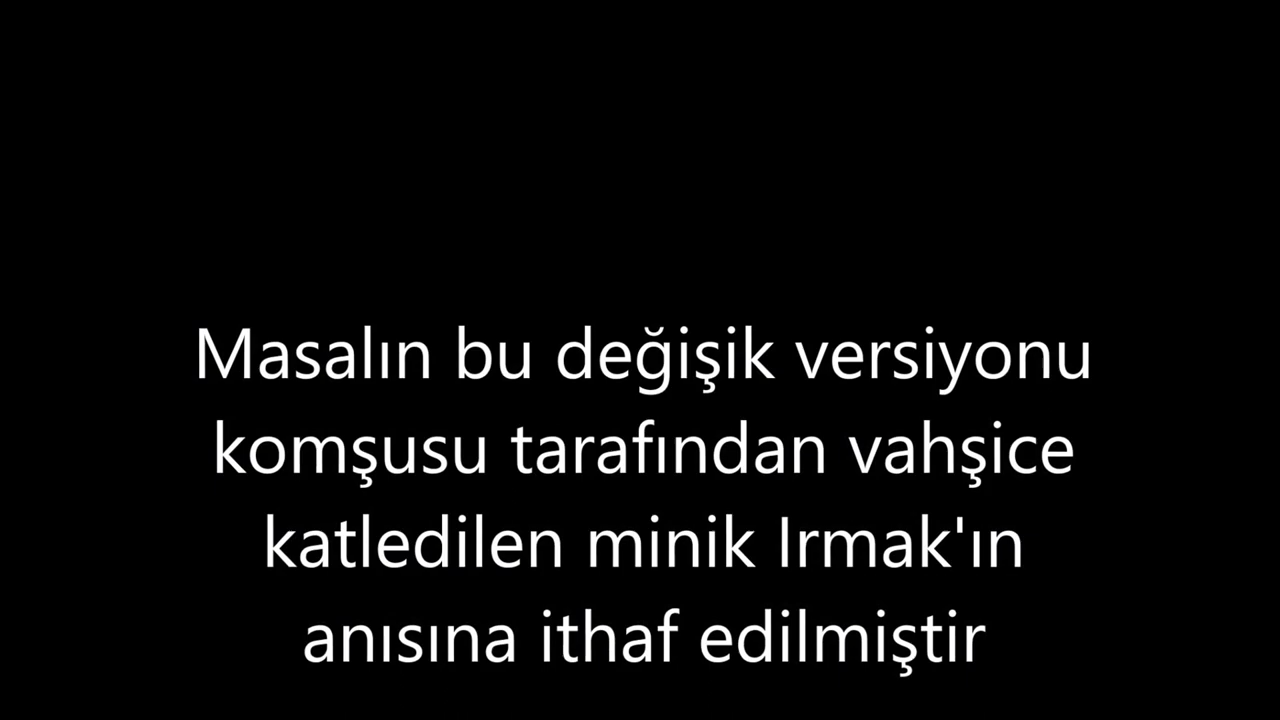 Masalın bu değişik versiyonu
komşusu tarafından vahşice
katledilen minik Irmak'ın
anısına ithaf edilmiştir